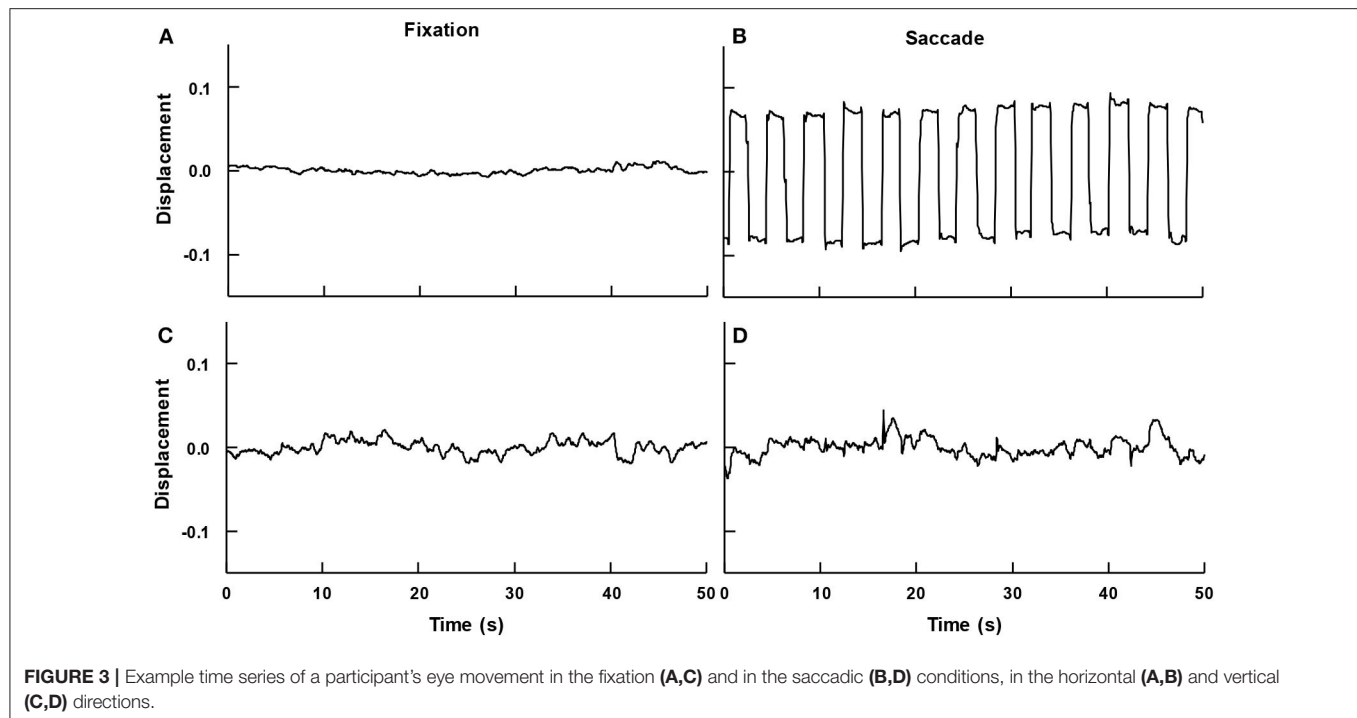 A
Fixation
B
Saccade
Displacement
0.1
0.0
-0.1
C
D
Displacement
0.1
0.0
-0.1
0 10 20 30 40 50 0 10 20 30 40 50
Time (s) Time (s)
FIGURE 3 | Example time series of a participant's eye movement in the fixation (A,C) and in the saccadic (B,D) conditions, in the horizontal (A,B) and vertical
(C,D) directions.